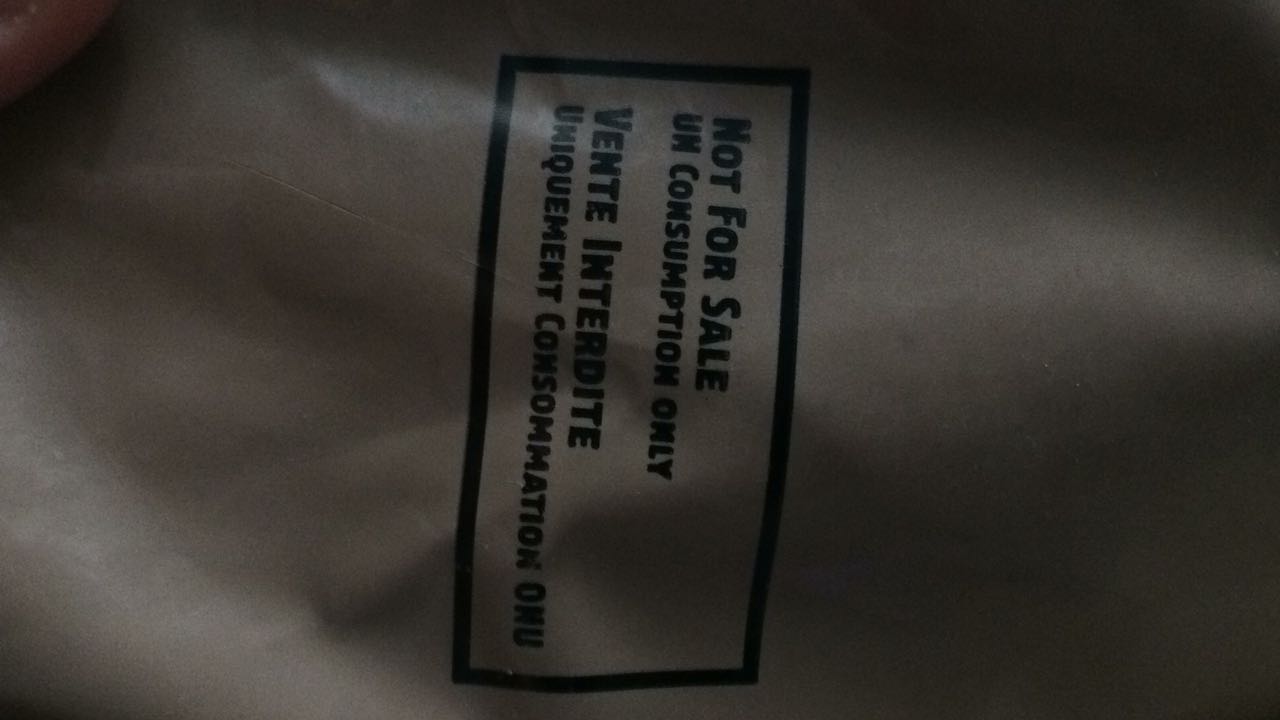 Not For Sale
UN Consumption only
Vente Interdite
Uniquement Consommation ONU